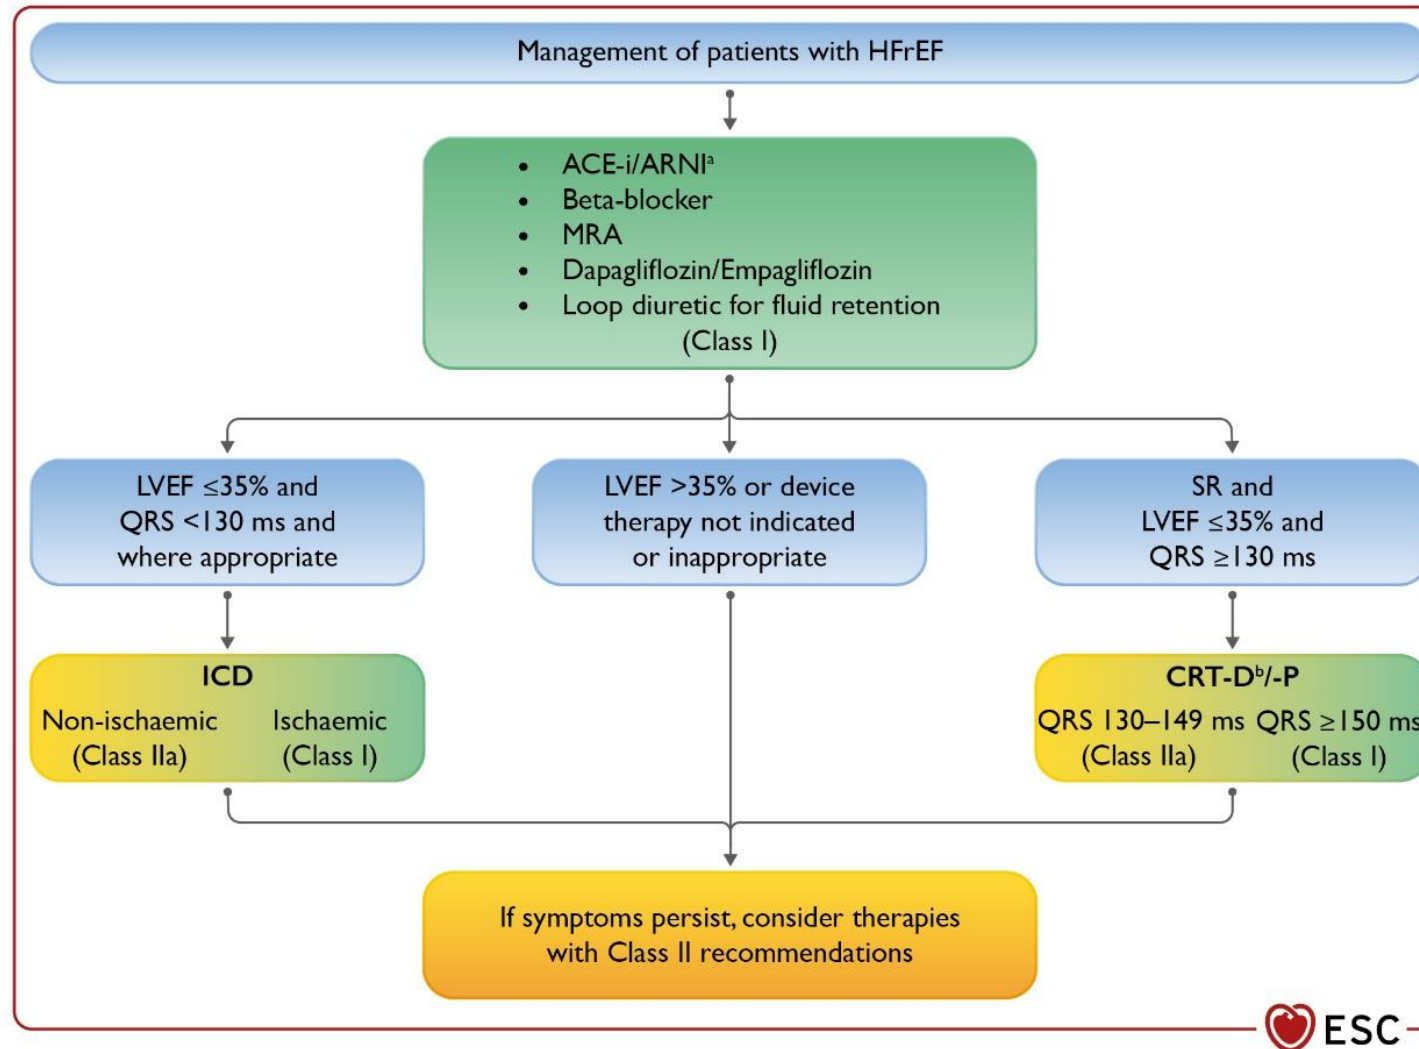 Management of patients with HFrEF
• ACE-i/ARNIᵃ
• Beta-blocker
• MRA
• Dapagliflozin/Empagliflozin
• Loop diuretic for fluid retention
(Class I)
LVEF ≤35% and
QRS <130 ms and
where appropriate
LVEF >35% or device
therapy not indicated
or inappropriate
SR and
LVEF ≤35% and
QRS ≥130 ms
ICD
Non-ischaemic
(Class IIa)
Ischaemic
(Class I)
CRT-Dᵇ/-P
QRS 130–149 ms
(Class IIa)
QRS ≥150 ms
(Class I)
If symptoms persist, consider therapies
with Class II recommendations
ESC